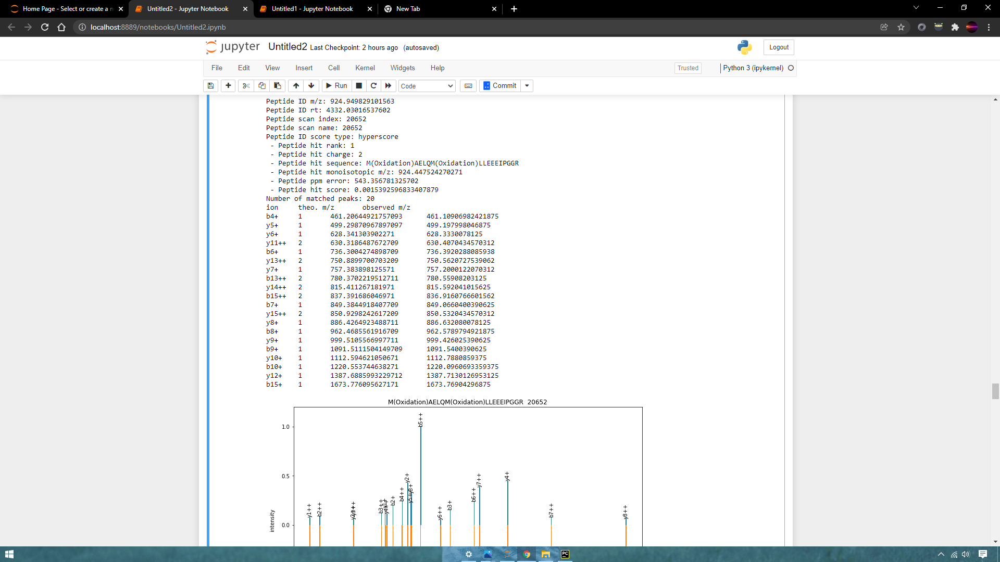 Home Page - Select or create a n
Untitled2 - Jupyter Notebook
Untitled1 - Jupyter Notebook
New Tab
localhost:8889/notebooks/Untitled2.ipynb
jupyter Untitled2 Last Checkpoint: 2 hours ago (autosaved)
Logout
File Edit View Insert Cell Kernel Widgets Help
Trusted
Python 3 (ipykernel)
Run Code Commit
Peptide ID m/z: 924.949829101563
Peptide ID rt: 4332.03016537602
Peptide scan index: 20652
Peptide scan name: 20652
Peptide ID score type: hyperscore
- Peptide hit rank: 1
- Peptide hit charge: 2
- Peptide hit sequence: M(Oxidation)AELQM(Oxidation)LLEEEIPGGR
- Peptide hit monoisotopic m/z: 924.447524270271
- Peptide ppm error: 543.356781325702
- Peptide hit score: 0.0015392596833407879
Number of matched peaks: 20
ion theo. m/z observed m/z
b4+ 1 461.20644921757093 461.10906982421875
y5+ 1 499.29870967897097 499.197998046875
y6+ 1 628.341303902271 628.3330078125
y11++ 2 630.3186487672709 630.4070434570312
b6+ 1 736.3004274898709 736.3920288085938
y13++ 2 750.8899700703209 750.5620727539062
y7+ 1 757.383898125571 757.2000122070312
b13++ 2 780.3702219512711 780.55908203125
y14++ 2 815.411267181971 815.592041015625
b15++ 2 837.391686046971 836.9160766601562
b7+ 1 849.3844918407709 849.0660400390625
y15++ 2 850.9298242617209 850.5320434570312
y8+ 1 886.4264923488711 886.632080078125
b8+ 1 962.4685561916709 962.5789794921875
y9+ 1 999.5105566997711 999.426025390625
b9+ 1 1091.5111504149709 1091.5400390625
y10+ 1 1112.594621050671 1112.7880859375
b10+ 1 1220.553744638271 1220.0960693359375
y12+ 1 1387.6885993229712 1387.7130126953125
b15+ 1 1673.776095627171 1673.76904296875
M(Oxidation)AELQM(Oxidation)LLEEEIPGGR 20652
1.0
0.5
0.0
intensity
y1++
b2++
b3++
b2+
b4++
y2+
b5++
y6++
b3+
b6++
y7++
y4+
b7++
y8++
PC